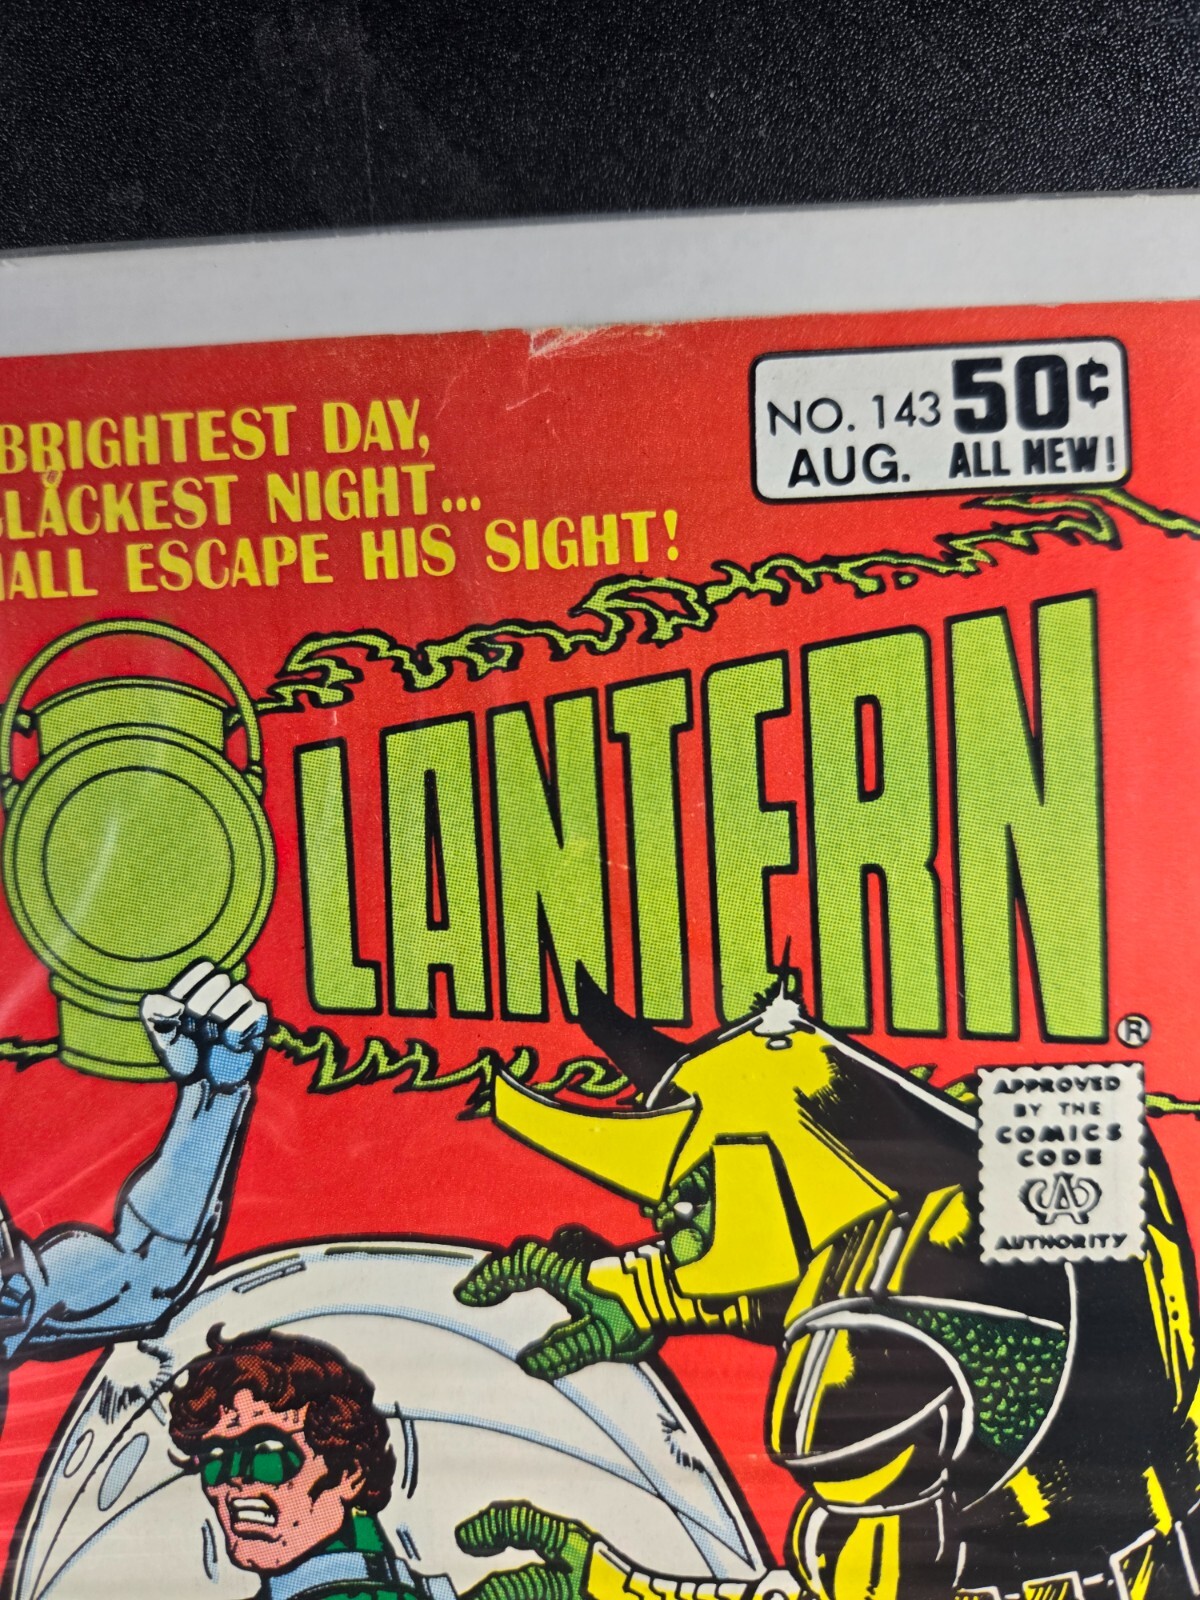 BRIGHTEST DAY,
LACKEST NIGHT...
ALL ESCAPE HIS SIGHT!
NO. 143 50¢
AUG. ALL NEW!
LANTERN
®
APPROVED
BY THE
COMICS
CODE
CA
AUTHORITY